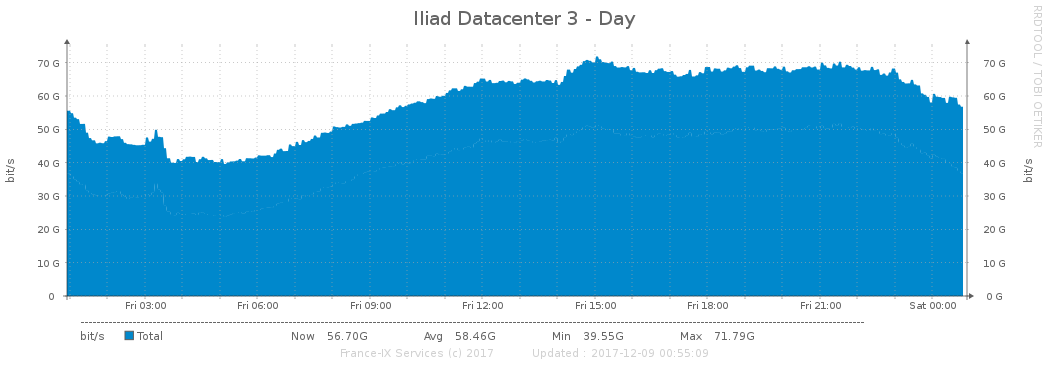 Iliad Datacenter 3 - Day
RRDTOOL / TOBI OETIKER
bit/s
bit/s
70 G 70 G
60 G 60 G
50 G 50 G
40 G 40 G
30 G 30 G
20 G 20 G
10 G 10 G
0 0 G
Fri 03:00 Fri 06:00 Fri 09:00 Fri 12:00 Fri 15:00 Fri 18:00 Fri 21:00 Sat 00:00
bit/s Total Now 56.70G Avg 58.46G Min 39.55G Max 71.79G
France-IX Services (c) 2017 Updated : 2017-12-09 00:55:09